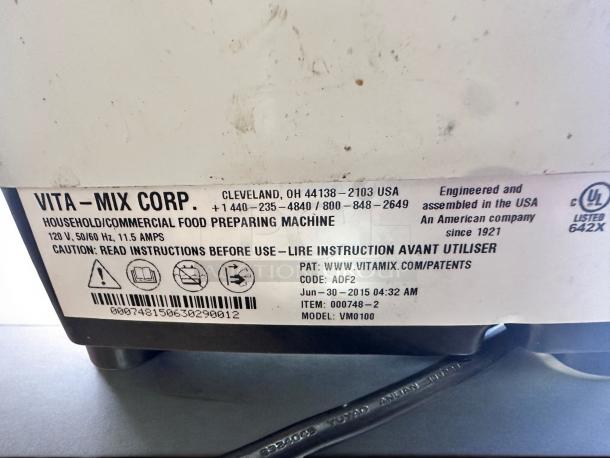 VITA-MIX CORP.
CLEVELAND, OH 44138-2103 USA
+1 440-235-4840 / 800-848-2649
HOUSEHOLD/COMMERCIAL FOOD PREPARING MACHINE
120 V, 50/60 Hz, 11.5 AMPS
CAUTION: READ INSTRUCTIONS BEFORE USE-LIRE INSTRUCTION AVANT UTILISER
Engineered and
assembled in the USA
An American company
since 1921
C UL
LISTED
642X
PAT: WWW.VITAMIX.COM/PATENTS
CODE: ADF2
Jun-30-2015 04:32 AM
ITEM: 000748-2
MODEL: VM0100
000748150630290012